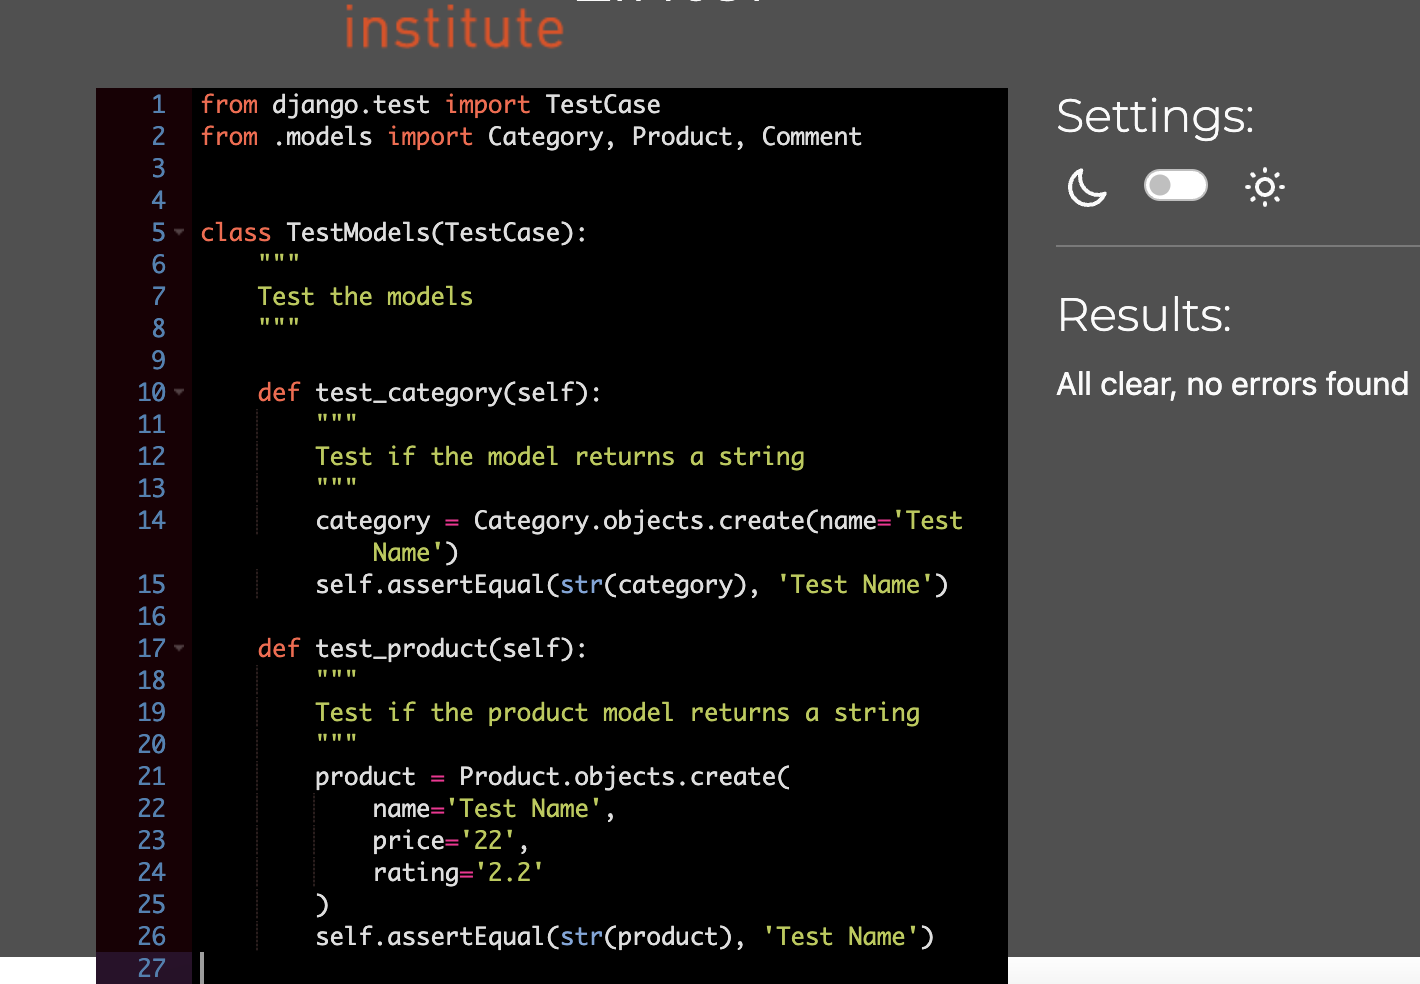 institute
1 from django.test import TestCase
2 from .models import Category, Product, Comment
3
4
5 class TestModels(TestCase):
6     """
7     Test the models
8     """
9
10     def test_category(self):
11         """
12         Test if the model returns a string
13         """
14         category = Category.objects.create(name='Test
            Name')
15         self.assertEqual(str(category), 'Test Name')
16
17     def test_product(self):
18         """
19         Test if the product model returns a string
20         """
21         product = Product.objects.create(
22             name='Test Name',
23             price='22',
24             rating='2.2'
25         )
26         self.assertEqual(str(product), 'Test Name')
27
Settings:
Results:
All clear, no errors found